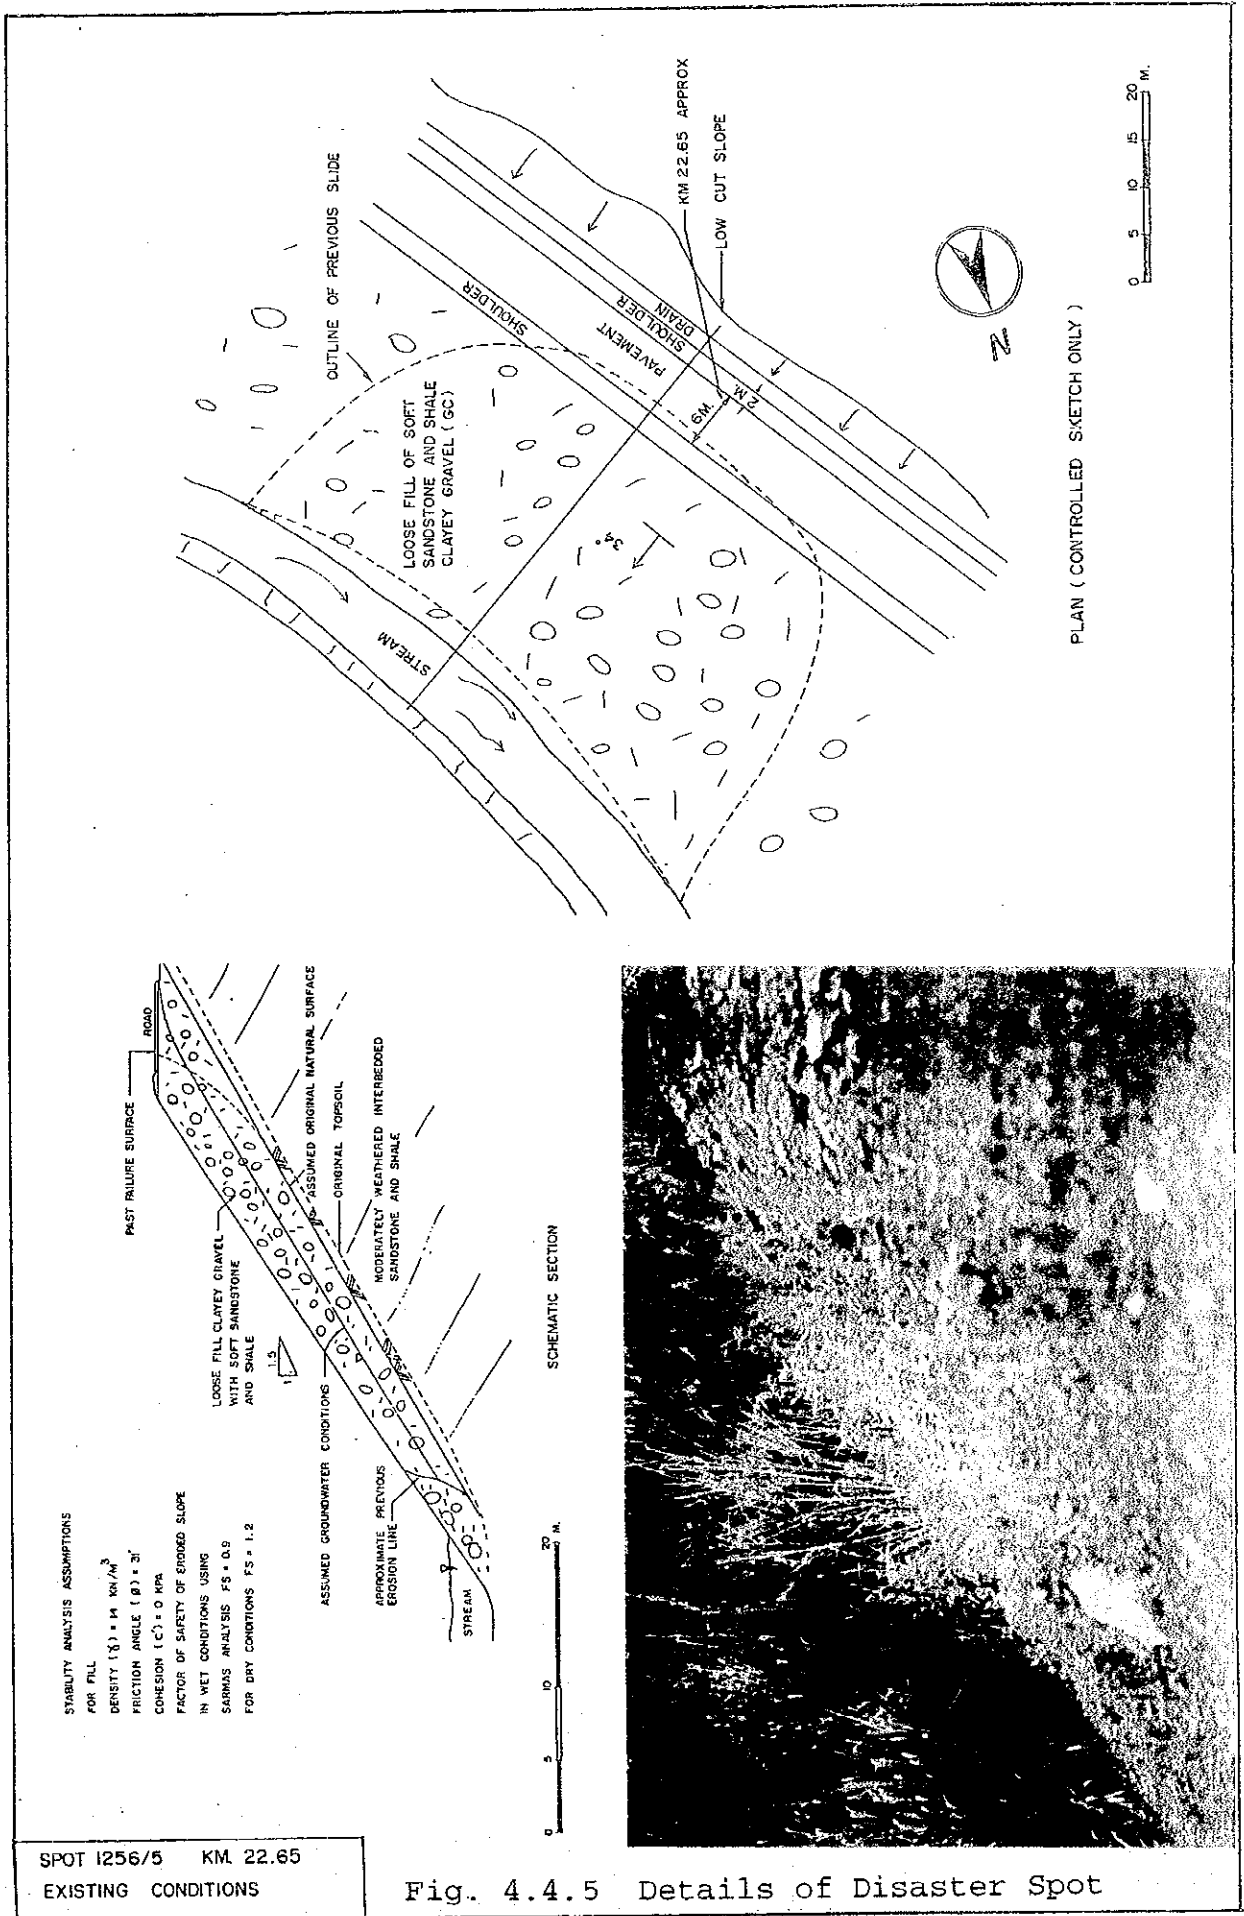 STABILITY ANALYSIS ASSUMPTIONS
FOR FILL
DENSITY (γ) = 14 KN/M³
FRICTION ANGLE (Ø) = 31°
COHESION (C') = 0 KPA
FACTOR OF SAFETY OF ERODED SLOPE
IN WET CONDITIONS USING
SARMAS ANALYSIS FS = 0.9
FOR DRY CONDITIONS FS = 1.2
PAST FAILURE SURFACE
ROAD
LOOSE FILL CLAYEY GRAVEL
WITH SOFT SANDSTONE
AND SHALE
1.5
1
ASSUMED ORIGINAL NATURAL SURFACE
ORIGINAL TOPSOIL
MODERATELY WEATHERED INTERBEDDED
SANDSTONE AND SHALE
ASSUMED GROUNDWATER CONDITIONS
APPROXIMATE PREVIOUS
EROSION LINE
STREAM
0 5 10 20 M.
SCHEMATIC SECTION
OUTLINE OF PREVIOUS SLIDE
KM 22.65 APPROX
LOW CUT SLOPE
SHOULDER
PAVEMENT
SHOULDER
DRAIN
6M.
2 M.
LOOSE FILL OF SOFT
SANDSTONE AND SHALE
CLAYEY GRAVEL (GC)
34°
STREAM
N
PLAN (CONTROLLED SKETCH ONLY)
0 5 10 15 20 M.
SPOT 1256/5 KM. 22.65
EXISTING CONDITIONS
Fig. 4.4.5 Details of Disaster Spot